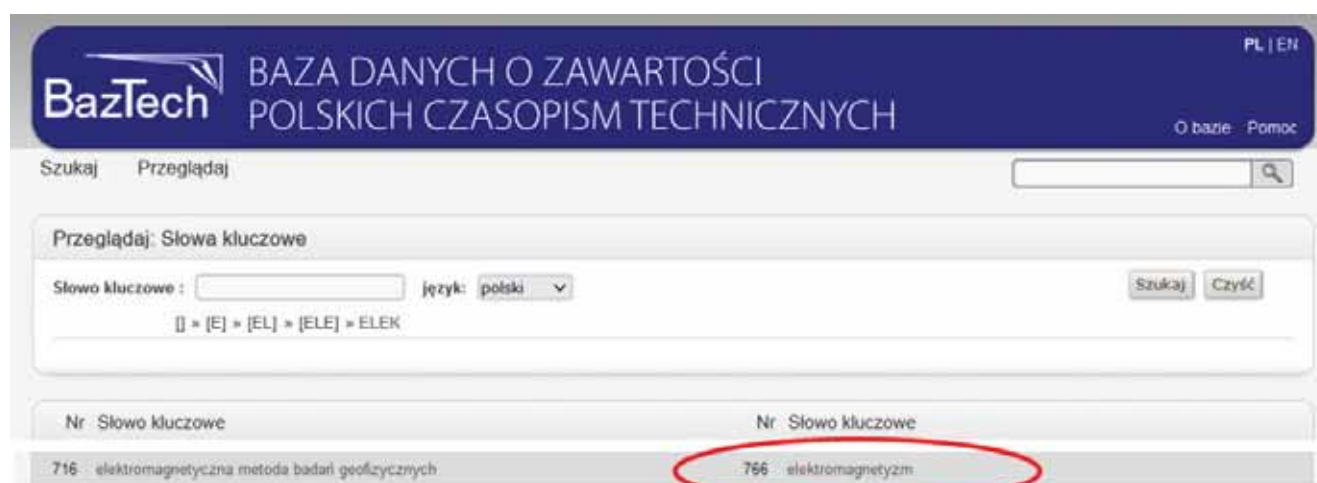 PL | EN
BazTech
BAZA DANYCH O ZAWARTOŚCI
POLSKICH CZASOPISM TECHNICZNYCH
O bazie Pomoc
Szukaj Przeglądaj
Przeglądaj: Słowa kluczowe
Słowo kluczowe : język: polski Szukaj Czyść
[] » [E] » [EL] » [ELE] » ELEK
Nr Słowo kluczowe Nr Słowo kluczowe
716 elektromagnetyczna metoda badań geofizycznych 766 elektromagnetyzm